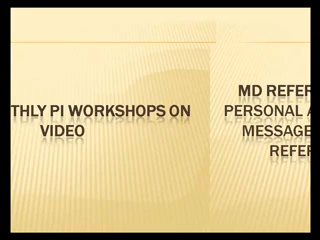 THLY PI WORKSHOPS ON
VIDEO
MD REFER
PERSONAL A
MESSAGE
REFER